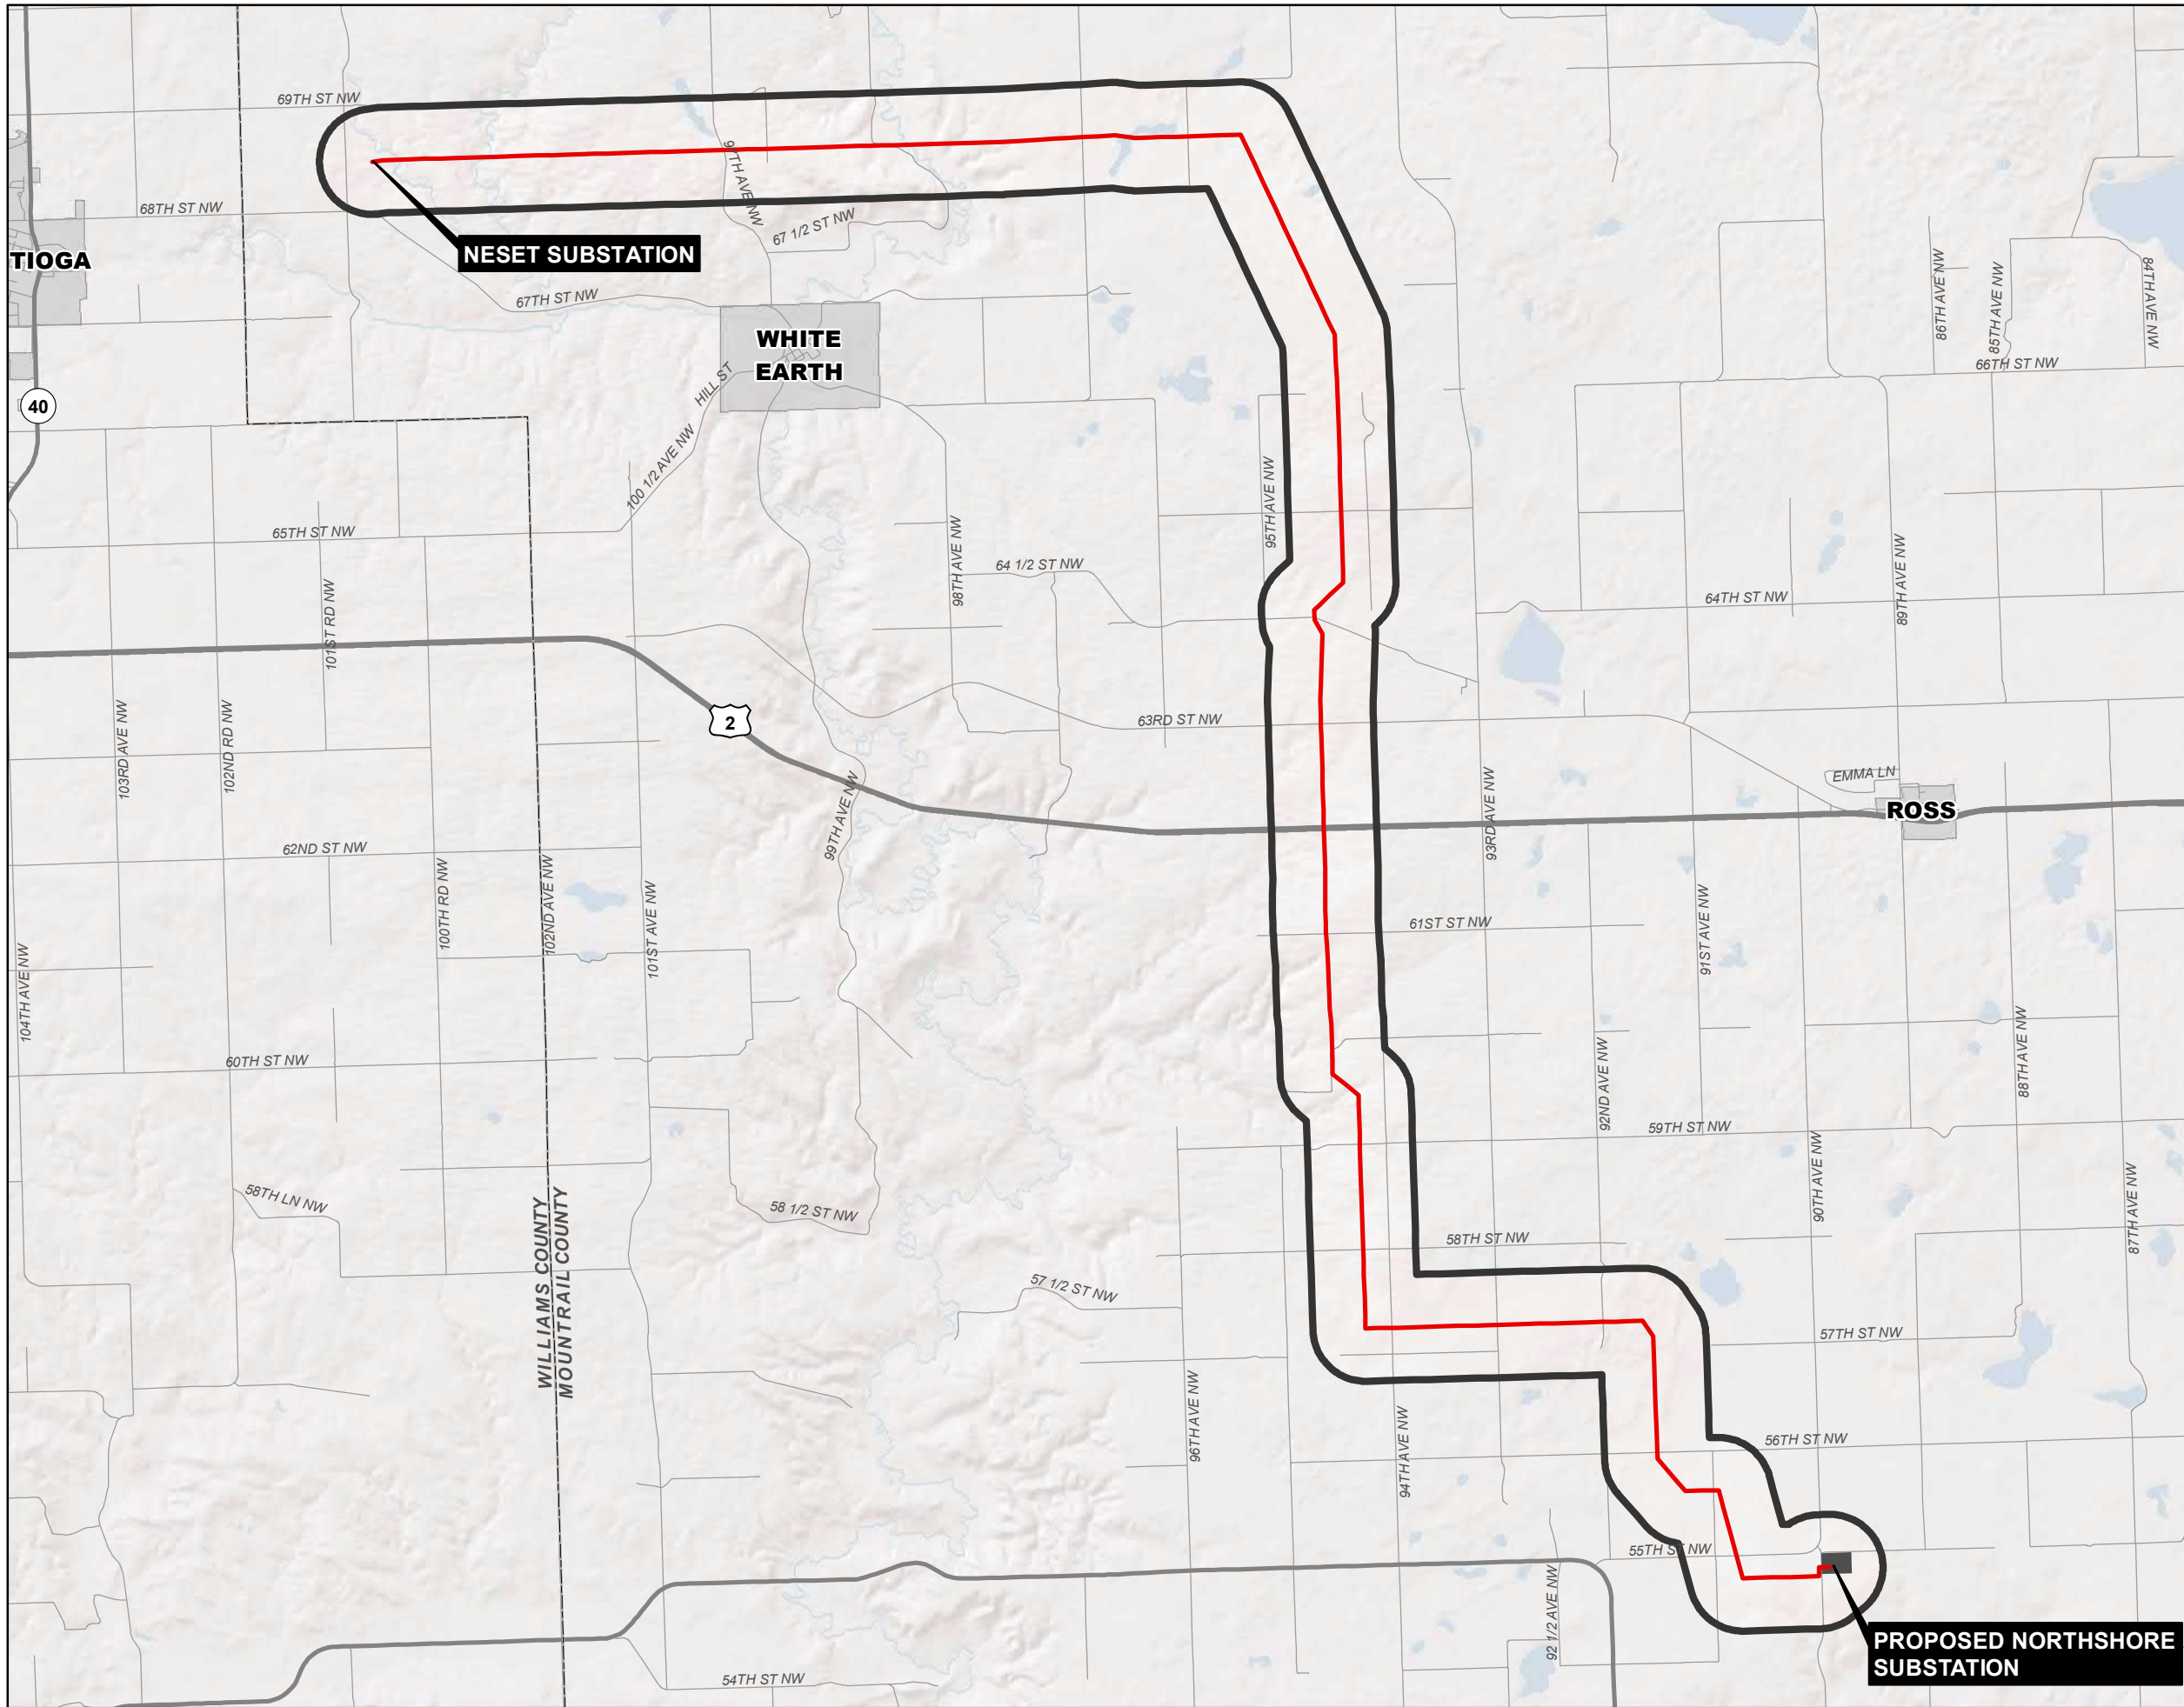 69TH ST NW
68TH ST NW
97TH AVE NW
67 1/2 ST NW
NESET SUBSTATION
TIOGA
67TH ST NW
WHITE
EARTH
HILL ST
40
100 1/2 AVE NW
86TH AVE NW
85TH AVE NW
84TH AVE NW
66TH ST NW
65TH ST NW
95TH AVE NW
98TH AVE NW
64 1/2 ST NW
101ST RD NW
89TH AVE NW
64TH ST NW
103RD AVE NW
102ND RD NW
2
63RD ST NW
99TH AVE NW
93RD AVE NW
EMMA LN
ROSS
62ND ST NW
100TH RD NW
102ND AVE NW
101ST AVE NW
61ST ST NW
91ST AVE NW
104TH AVE NW
60TH ST NW
92ND AVE NW
88TH AVE NW
59TH ST NW
90TH AVE NW
87TH AVE NW
58TH LN NW
58 1/2 ST NW
WILLIAMS COUNTY
MOUNTRAIL COUNTY
58TH ST NW
57 1/2 ST NW
57TH ST NW
96TH AVE NW
94TH AVE NW
56TH ST NW
55TH ST NW
92 1/2 AVE NW
54TH ST NW
PROPOSED NORTHSHORE
SUBSTATION